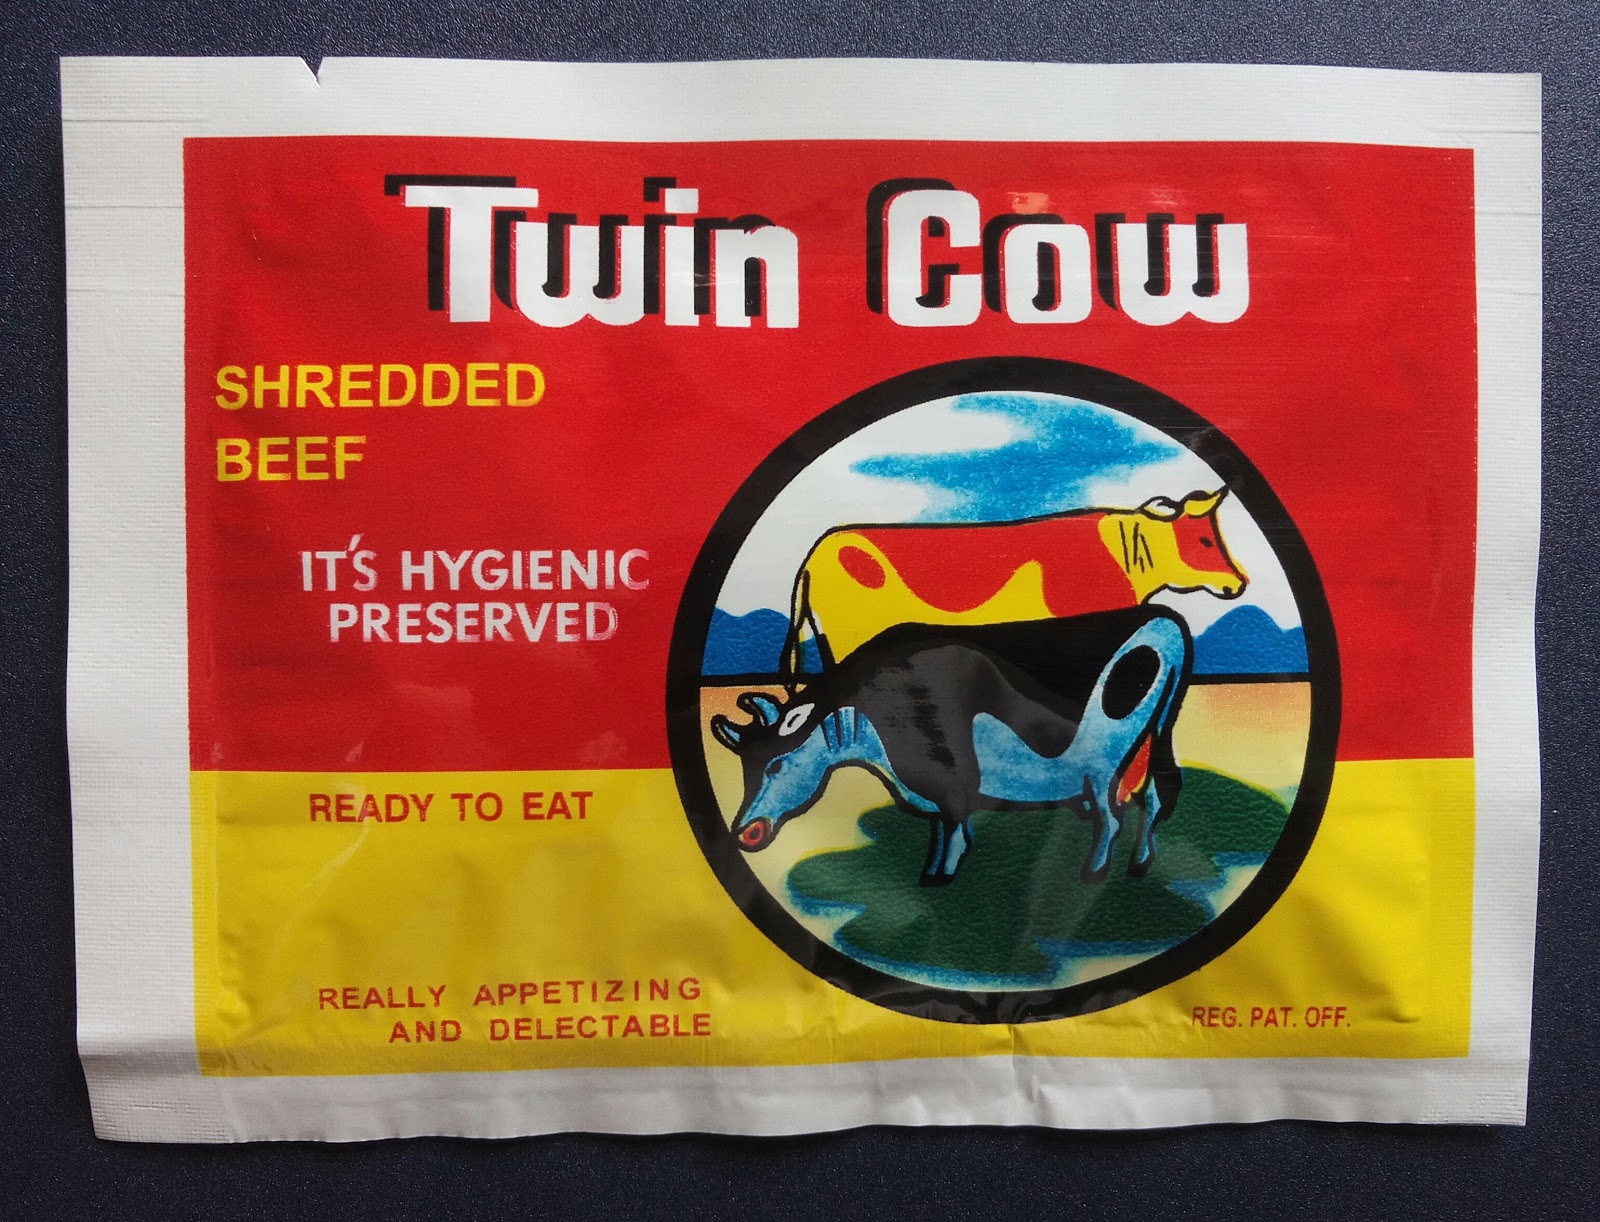 Twin Cow
SHREDDED
BEEF
IT'S HYGIENIC
PRESERVED
READY TO EAT
REALLY APPETIZING
AND DELECTABLE
REG. PAT. OFF.